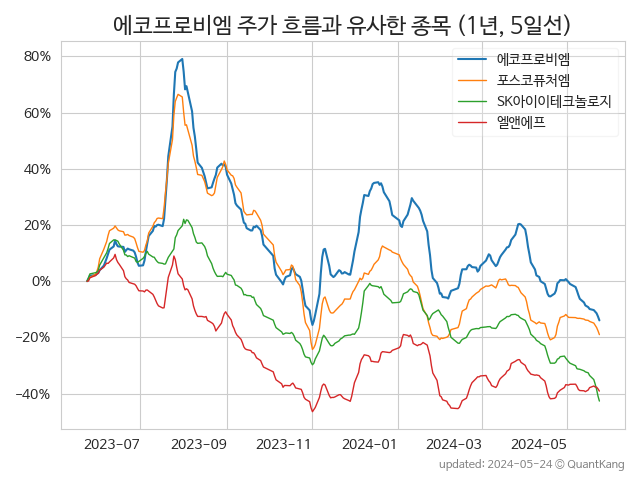 에코프로비엠 주가 흐름과 유사한 종목 (1년, 5일선)
에코프로비엠
포스코퓨처엠
SK아이이테크놀로지
엘앤에프
80%
60%
40%
20%
0%
−20%
−40%
2023−07 2023−09 2023−11 2024−01 2024−03 2024−05
updated: 2024−05−24 © QuantKang